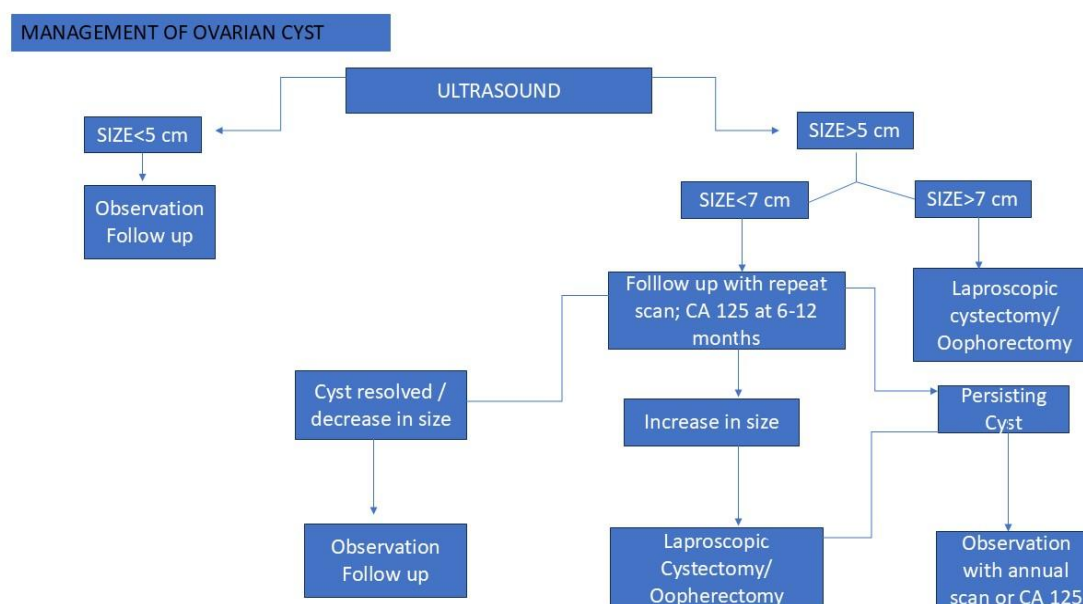 MANAGEMENT OF OVARIAN CYST
ULTRASOUND
SIZE<5 cm
SIZE>5 cm
Observation
Follow up
SIZE<7 cm
SIZE>7 cm
Folllow up with repeat
scan; CA 125 at 6-12
months
Laproscopic
cystectomy/
Oophorectomy
Cyst resolved /
decrease in size
Increase in size
Persisting
Cyst
Observation
Follow up
Laproscopic
Cystectomy/
Oopherectomy
Observation
with annual
scan or CA 125